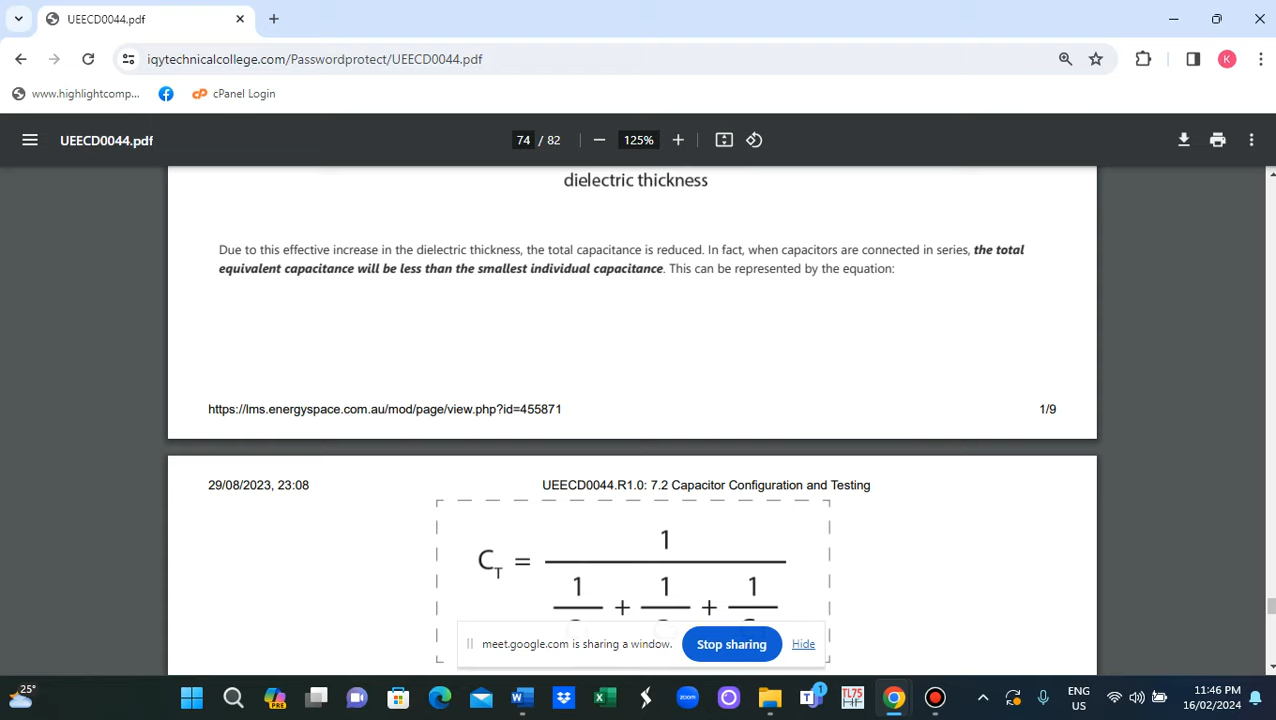 UEECD0044.pdf
iqytechnicalcollege.com/Passwordprotect/UEECD0044.pdf
K
www.highlightcomp...
cPanel Login
UEECD0044.pdf
74 / 82
125%
dielectric thickness
Due to this effective increase in the dielectric thickness, the total capacitance is reduced. In fact, when capacitors are connected in series, the total
equivalent capacitance will be less than the smallest individual capacitance. This can be represented by the equation:
https://lms.energyspace.com.au/mod/page/view.php?id=455871
1/9
29/08/2023, 23:08
UEECD0044.R1.0: 7.2 Capacitor Configuration and Testing
1
CT =
1 + 1 + 1
meet.google.com is sharing a window.
Stop sharing
Hide
25°
PRE
1
TL75
ENG
US
11:46 PM
16/02/2024